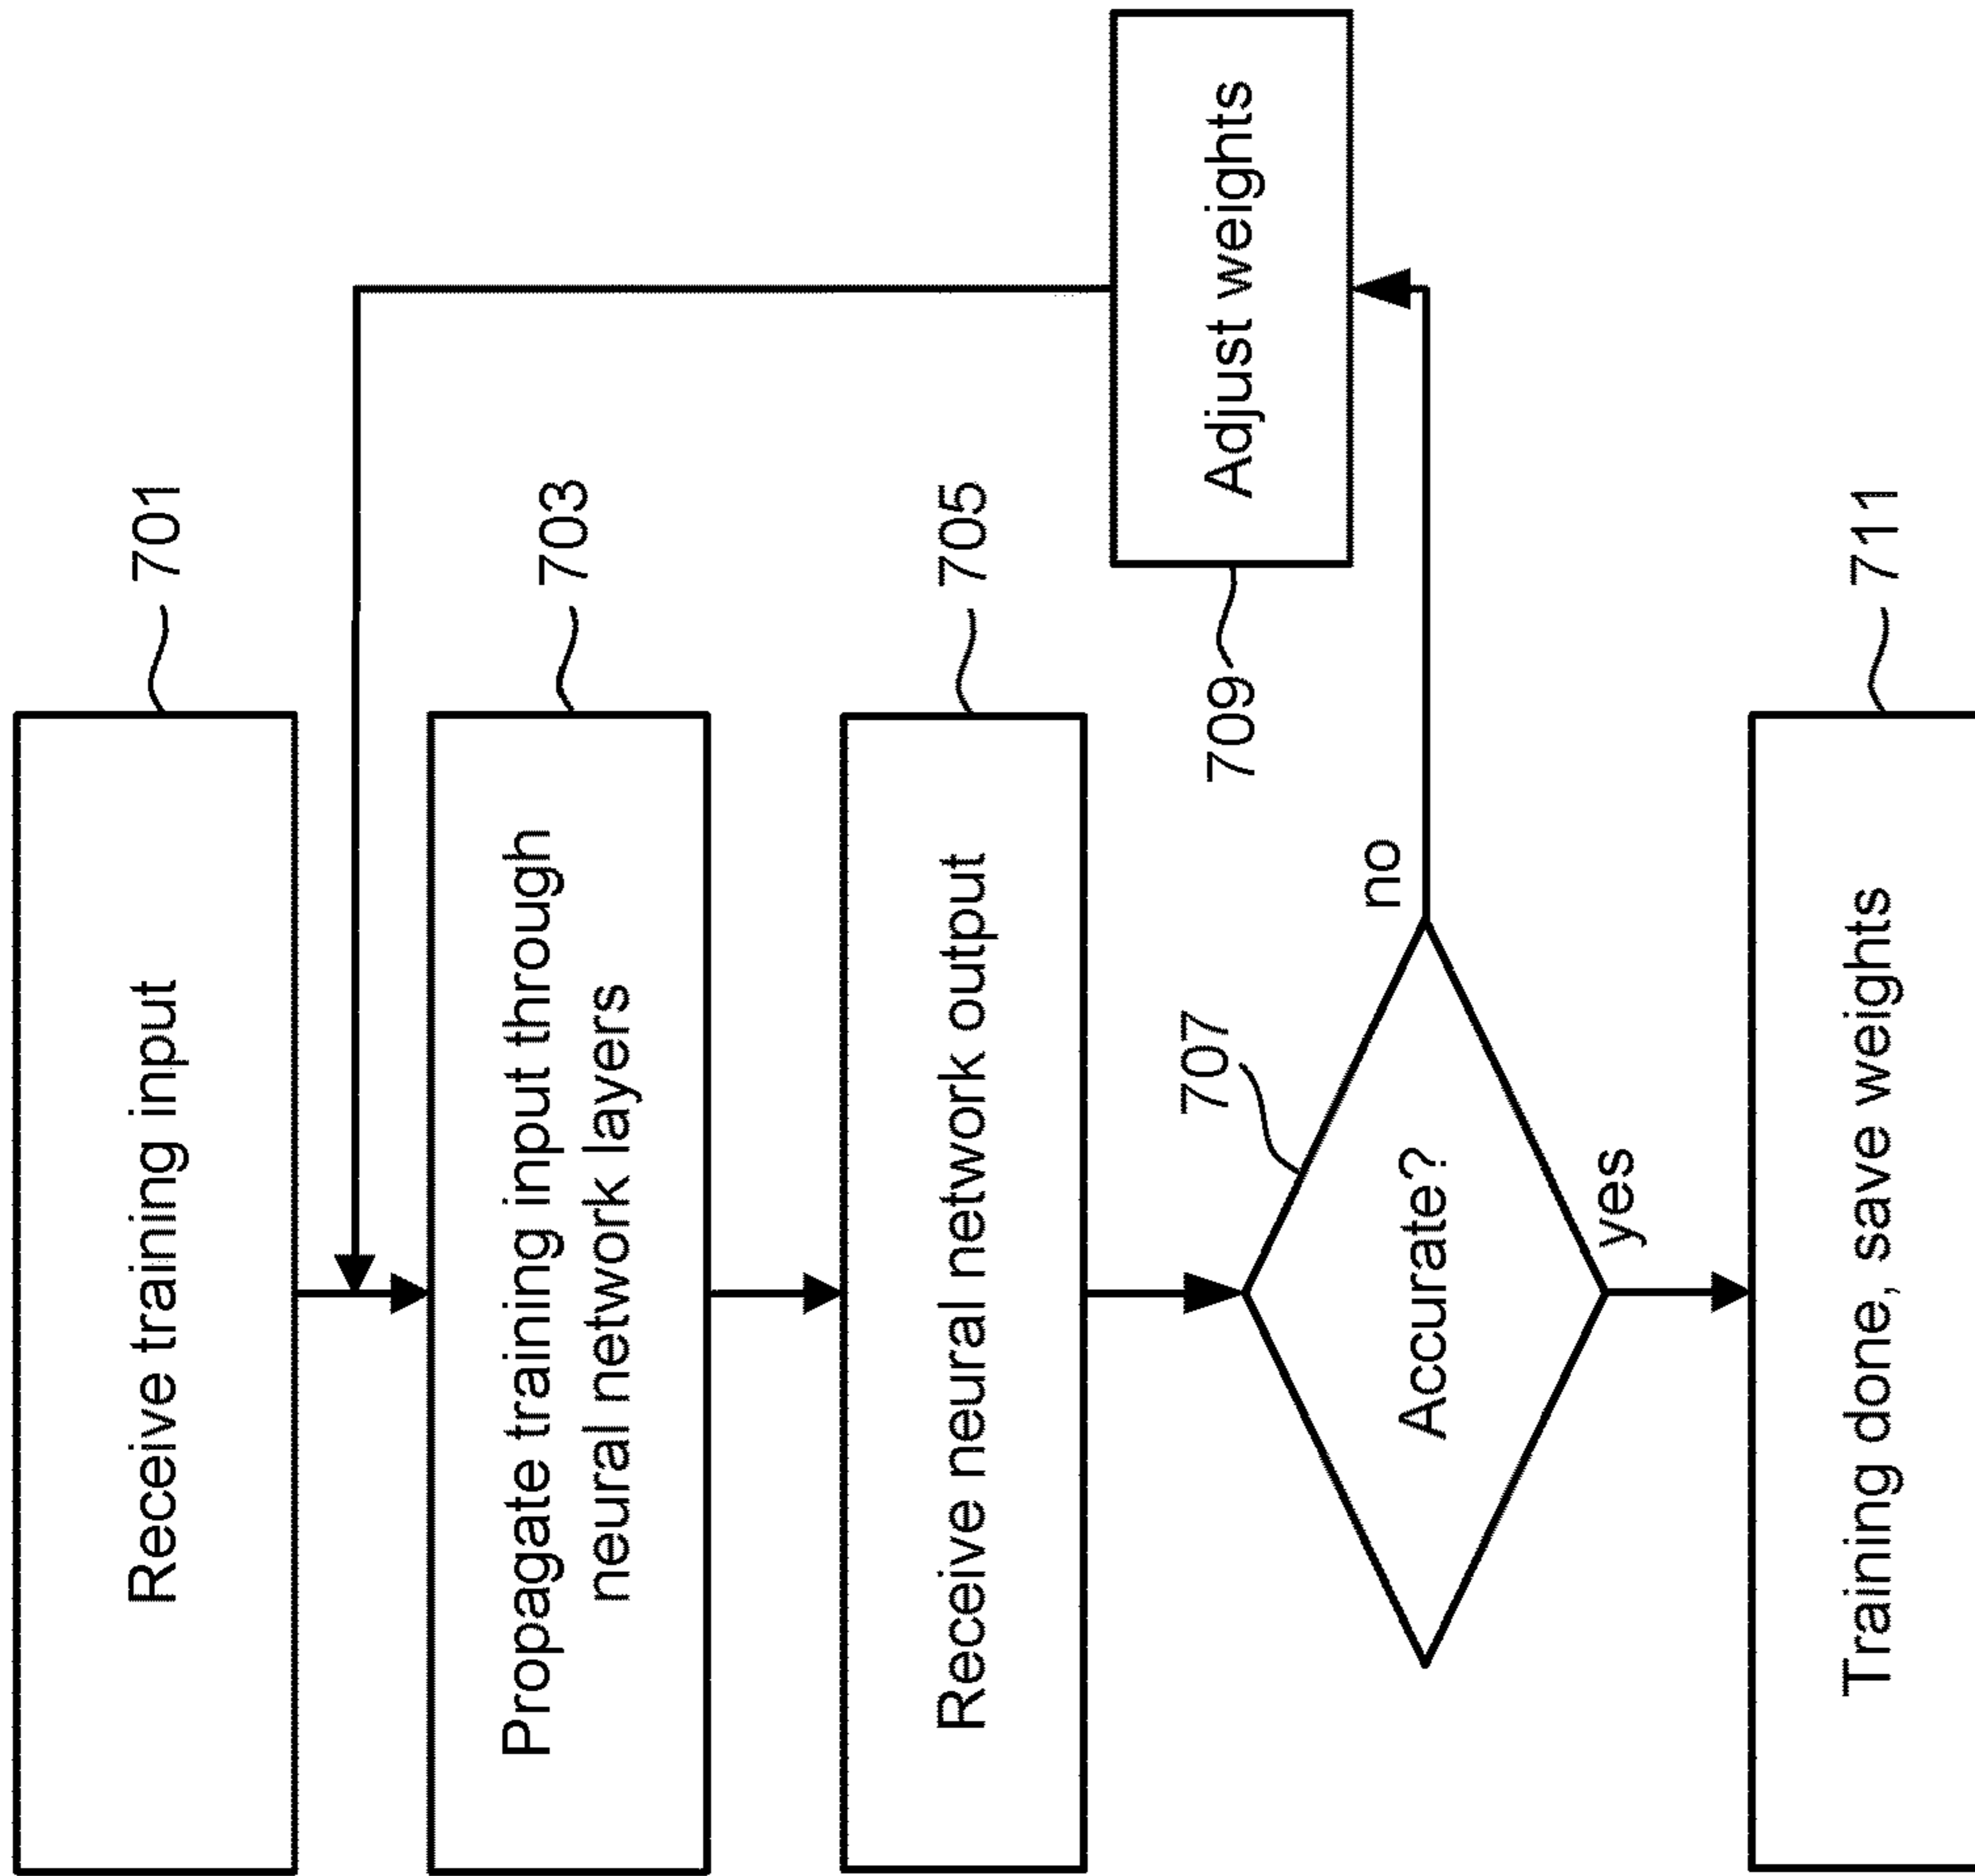 Receive training input
701
Propagate training input through
neural network layers
703
Receive neural network output
705
Accurate?
707
no
yes
Adjust weights
709
Training done, save weights
711